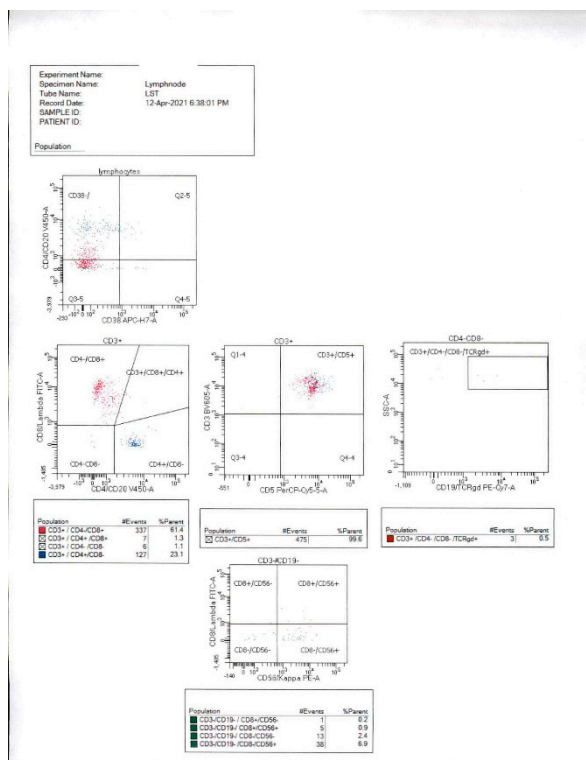 Experiment Name:
Specimen Name: Lymphnode
Tube Name: LST
Record Date: 12-Apr-2021 6:38:01 PM
SAMPLE ID:
PATIENT ID:
Population
lymphocytes
CD38-/
Q2-5
Q3-5
Q4-5
CD4/CD20 V450-A
CD38 APC-H7-A
CD3+
CD4-/CD8+
CD3+/CD8+/CD4+
CD4-CD8-
CD4+/CD8-
CD8/Lambda FITC-A
CD4/CD20 V450-A
CD3+
Q1-4
CD3+/CD5+
Q3-4
Q4-4
CD3 BV605-A
CD5 PerCP-Cy5-5-A
CD4-CD8-
CD3+/CD4-/CD8-/TCRgd+
SSC-A
CD19/TCRgd PE-Cy7-A
Population #Events %Parent
CD3+ / CD4-/CD8+ 337 61.4
CD3+ / CD4+ /CD8+ 7 1.3
CD3+ / CD4- /CD8- 6 1.1
CD3+ / CD4+/CD8- 127 23.1
Population #Events %Parent
CD3+/CD5+ 475 99.6
Population #Events %Parent
CD3+ /CD4- /CD8- /TCRgd+ 3 0.5
CD3-/CD19-
CD8+/CD56-
CD8+/CD56+
CD8-/CD56-
CD8-/CD56+
CD8/Lambda FITC-A
CD56/Kappa PE-A
Population #Events %Parent
CD3-/CD19- / CD8+/CD56- 1 0.2
CD3-/CD19-/ CD8+/CD56+ 5 0.9
CD3-/CD19-/ CD8-/CD56- 13 2.4
CD3-/CD19-/CD8-/CD56+ 38 6.9